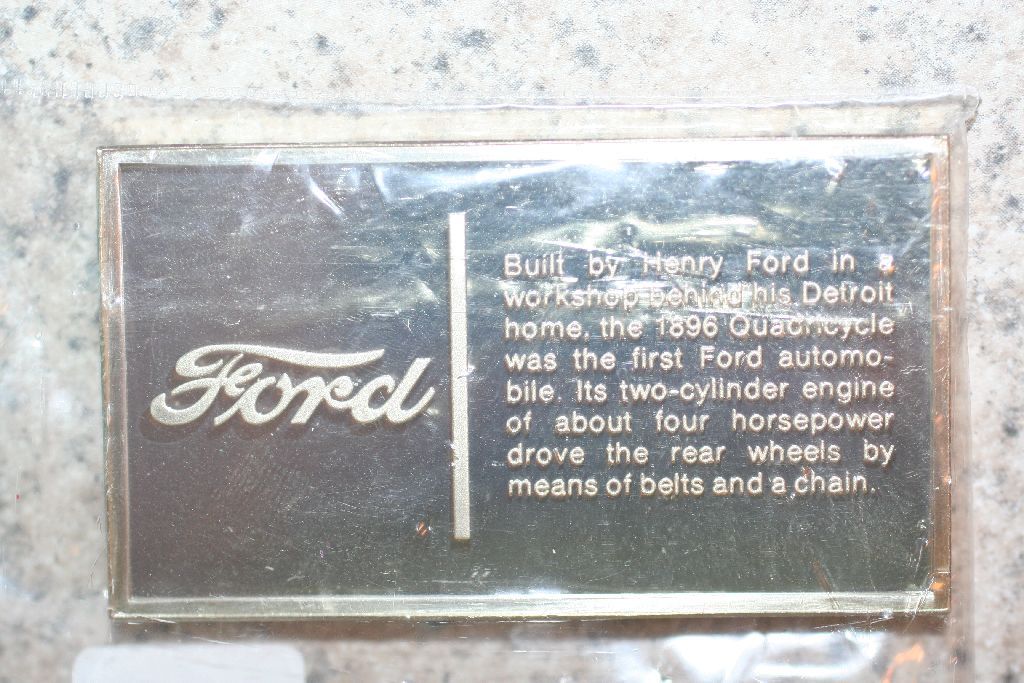 Ford
Built by Henry Ford in a
workshop behind his Detroit
home, the 1896 Quadricycle
was the first Ford automo-
bile. Its two-cylinder engine
of about four horsepower
drove the rear wheels by
means of belts and a chain.